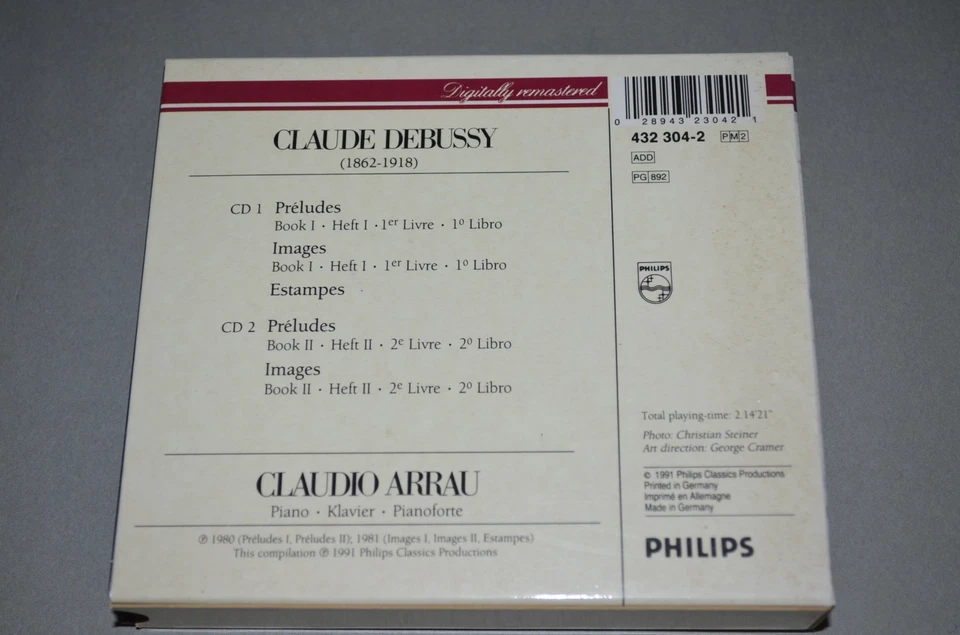 Digitally remastered
CLAUDE DEBUSSY
(1862-1918)
CD 1 Préludes
Book I · Heft I · 1er Livre · 1º Libro
Images
Book I · Heft I · 1er Livre · 1º Libro
Estampes
CD 2 Préludes
Book II · Heft II · 2e Livre · 2º Libro
Images
Book II · Heft II · 2e Livre · 2º Libro
CLAUDIO ARRAU
Piano · Klavier · Pianoforte
℗ 1980 (Préludes I, Préludes II); 1981 (Images I, Images II, Estampes)
This compilation ℗ 1991 Philips Classics Productions
0 28943 23042 1
432 304-2 PM2
ADD
PG 892
PHILIPS
Total playing-time: 2.14'21"
Photo: Christian Steiner
Art direction: George Cramer
© 1991 Philips Classics Productions
Printed in Germany
Imprimé en Allemagne
Made in Germany
PHILIPS